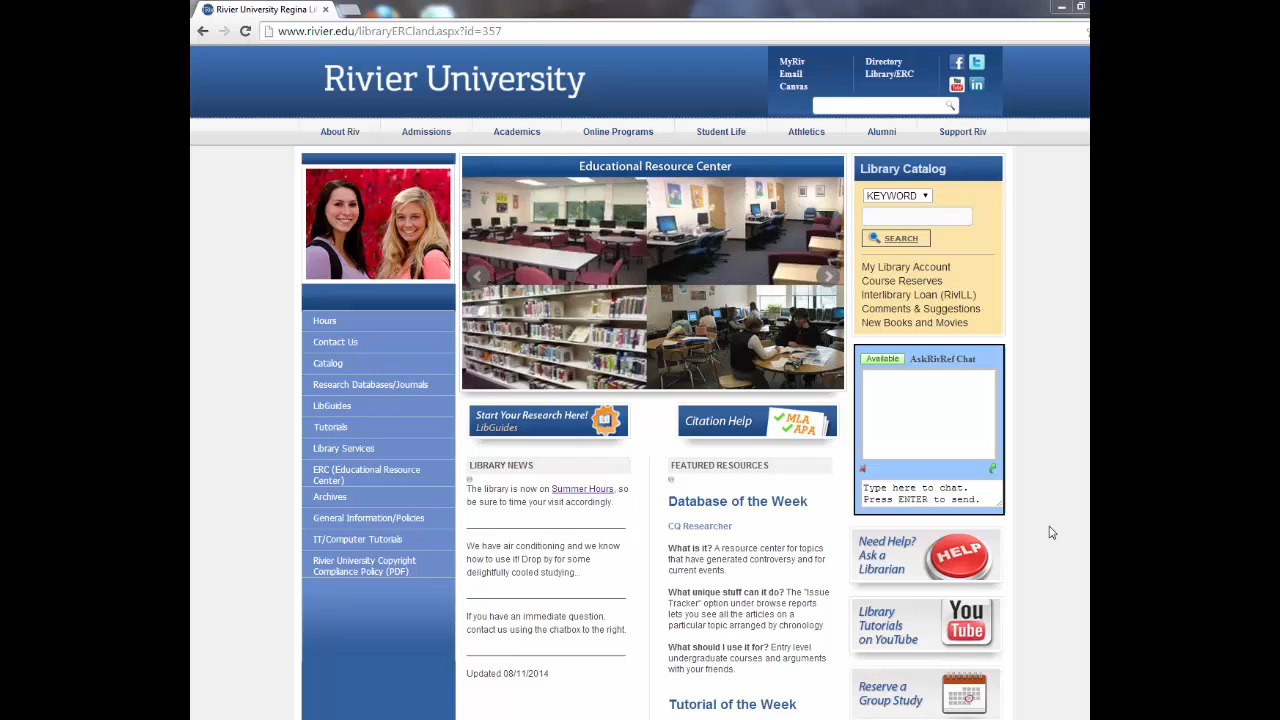 Rivier University Regina Li
www.rivier.edu/libraryERCland.aspx?id=357
Rivier University
MyRiv
Email
Canvas
Directory
Library/ERC
You
Tube
About Riv
Admissions
Academics
Online Programs
Student Life
Athletics
Alumni
Support Riv
Hours
Contact Us
Catalog
Research Databases/Journals
LibGuides
Tutorials
Library Services
ERC (Educational Resource
Center)
Archives
General Information/Policies
IT/Computer Tutorials
Rivier University Copyright
Compliance Policy (PDF)
Educational Resource Center
Start Your Research Here!
LibGuides
Citation Help
MLA
APA
LIBRARY NEWS
The library is now on Summer Hours, so
be sure to time your visit accordingly.
We have air conditioning and we know
how to use it! Drop by for some
delightfully cooled studying...
If you have an immediate question,
contact us using the chatbox to the right.
Updated 08/11/2014
FEATURED RESOURCES
Database of the Week
CQ Researcher
What is it? A resource center for topics
that have generated controversy and for
current events.
What unique stuff can it do? The "Issue
Tracker" option under browse reports
lets you see all the articles on a
particular topic arranged by chronology.
What should I use it for? Entry level
undergraduate courses and arguments
with your friends.
Tutorial of the Week
Library Catalog
KEYWORD
SEARCH
My Library Account
Course Reserves
Interlibrary Loan (RivILL)
Comments & Suggestions
New Books and Movies
Available
AskRivRef Chat
Type here to chat.
Press ENTER to send.
Need Help?
Ask a
Librarian
HELP
Library
Tutorials
on YouTube
You
Tube
Reserve a
Group Study